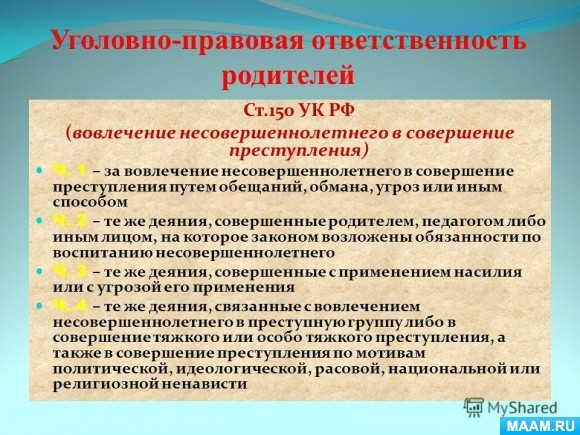 Уголовно-правовая ответственность
родителей
Ст.150 УК РФ
(вовлечение несовершеннолетнего в совершение
преступления)
Ч. 1 – за вовлечение несовершеннолетнего в совершение
преступления путем обещаний, обмана, угроз или иным
способом
Ч. 2 – те же деяния, совершенные родителем, педагогом либо
иным лицом, на которое законом возложены обязанности по
воспитанию несовершеннолетнего
Ч. 3 – те же деяния, совершенные с применением насилия
или с угрозой его применения
Ч. 4 – те же деяния, связанные с вовлечением
несовершеннолетнего в преступную группу либо в
совершение тяжкого или особо тяжкого преступления, а
также в совершение преступления по мотивам
политической, идеологической, расовой, национальной или
религиозной ненависти
MyShared
MAAM.RU